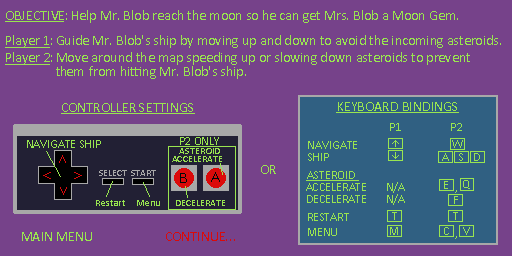 OBJECTIVE: Help Mr. Blob reach the moon so he can get Mrs. Blob a Moon Gem.
Player 1: Guide Mr. Blob's ship by moving up and down to avoid the incoming asteroids.
Player 2: Move around the map speeding up or slowing down asteroids to prevent
them from hitting Mr. Blob's ship.
CONTROLLER SETTINGS
NAVIGATE SHIP
P2 ONLY
ASTEROID
ACCELERATE
B A
SELECT START
Restart Menu
DECELERATE
OR
KEYBOARD BINDINGS
P1 P2
NAVIGATE ↑ W
SHIP ↓ A S D
ASTEROID
ACCELERATE N/A E, Q
DECELERATE N/A F
RESTART T T
MENU M C, V
MAIN MENU
CONTINUE...